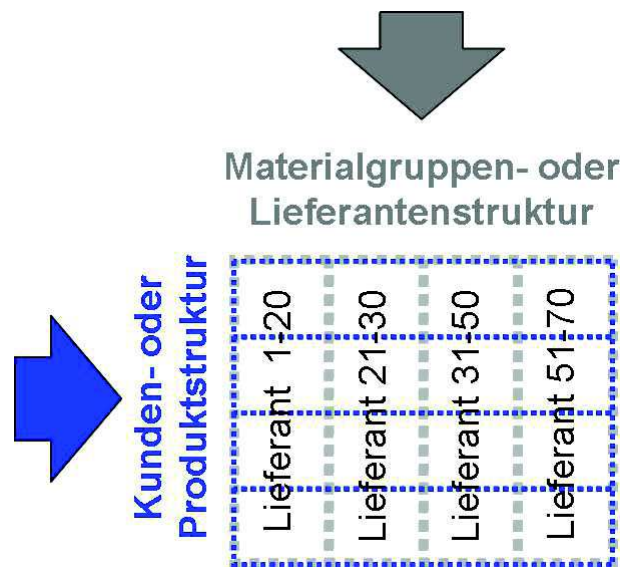 Materialgruppen- oder
Lieferantenstruktur
Kunden- oder
Produktstruktur
Lieferant 1-20
Lieferant 21-30
Lieferant 31-50
Lieferant 51-70